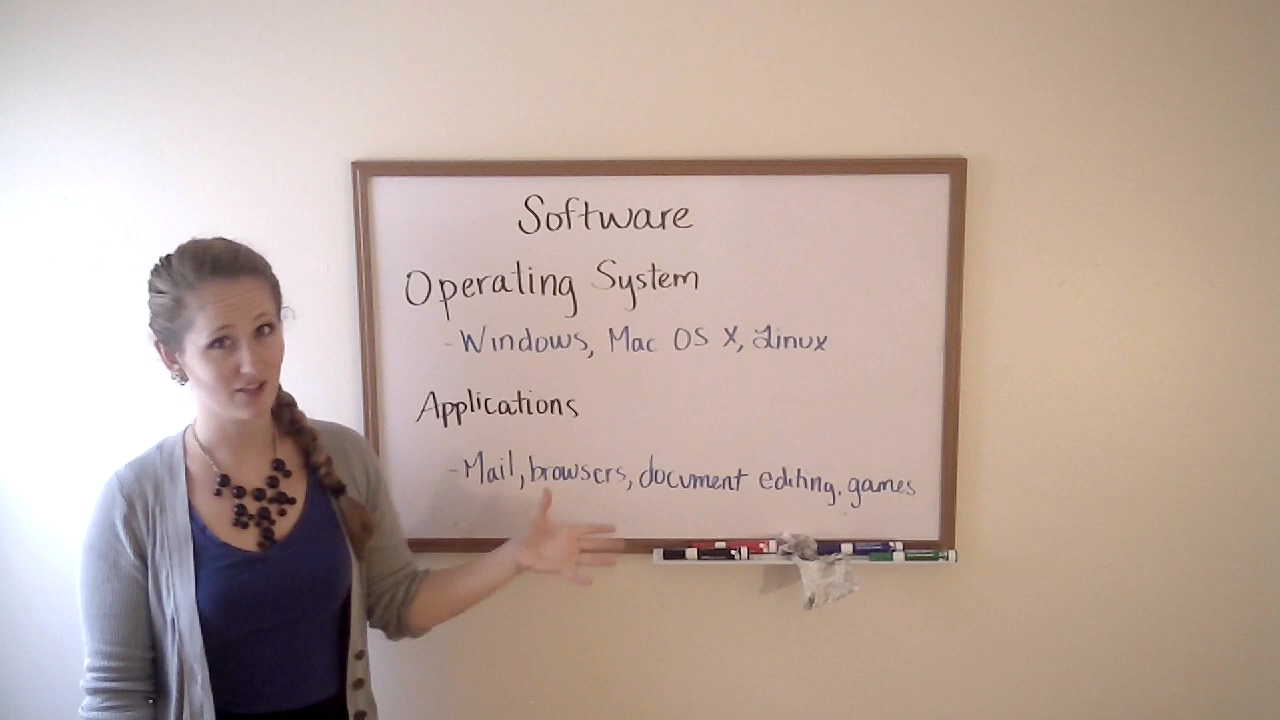 Software
Operating System
- Windows, Mac OS X, Linux
Applications
- Mail, browsers, document editing, games